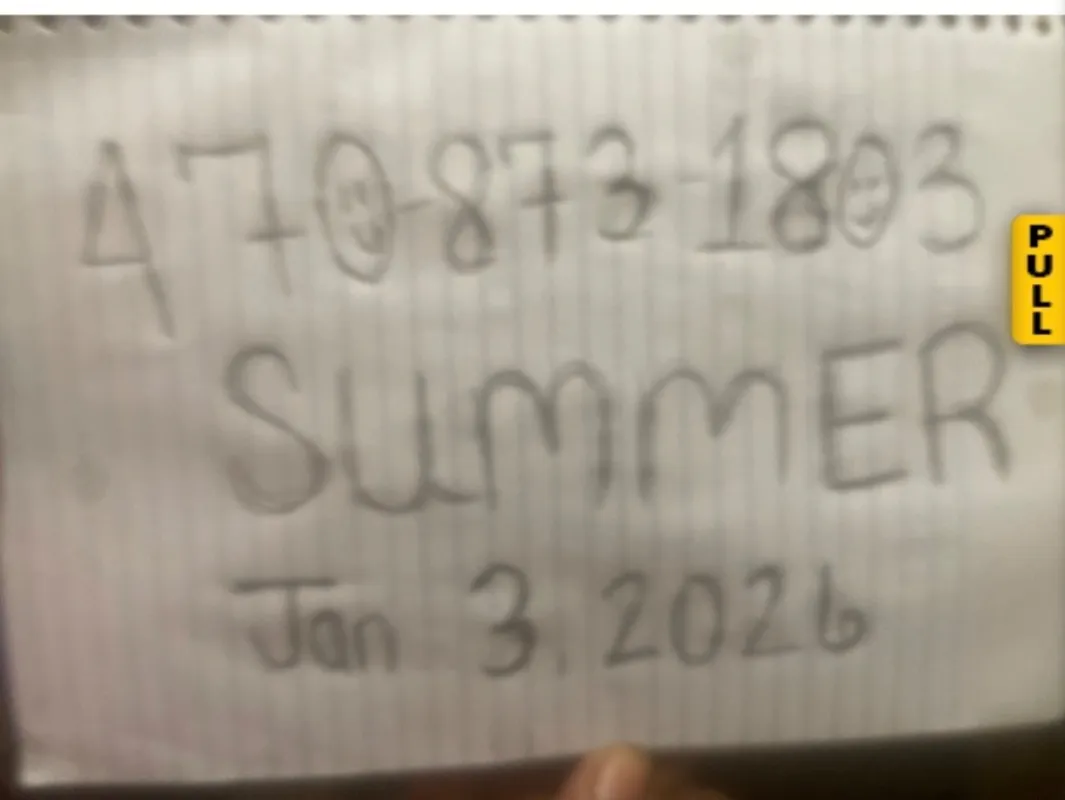 470-873-1803
SUMMER
Jan 3, 2026
PULL